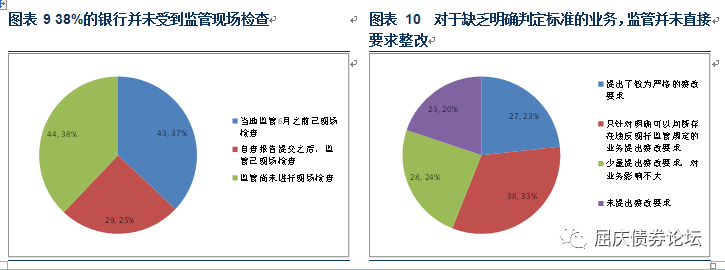 图表 9 38%的银行并未受到监管现场检查
43, 37%
29, 25%
44, 38%
当地监管6月之前已现场
检查
自查报告提交之后，监
管已现场检查
监管尚未进行现场检查
图表 10 对于缺乏明确判定标准的业务，监管并未直接
要求整改
27, 23%
38, 33%
28, 24%
23, 20%
提出了较为严格的整改
要求
只针对明确可以判断存
在违反现行监管规定的
业务提出整改要求
少量提出整改要求，对
业务影响不大
未提出整改要求
屈庆债券论坛